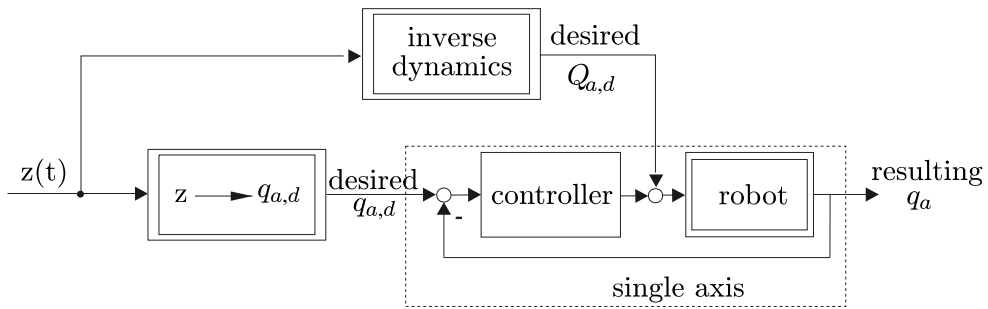 inverse
dynamics
desired
Q_{a,d}
z(t)
z ⟶ q_{a,d}
desired
q_{a,d}
-
controller
robot
resulting
q_a
single axis